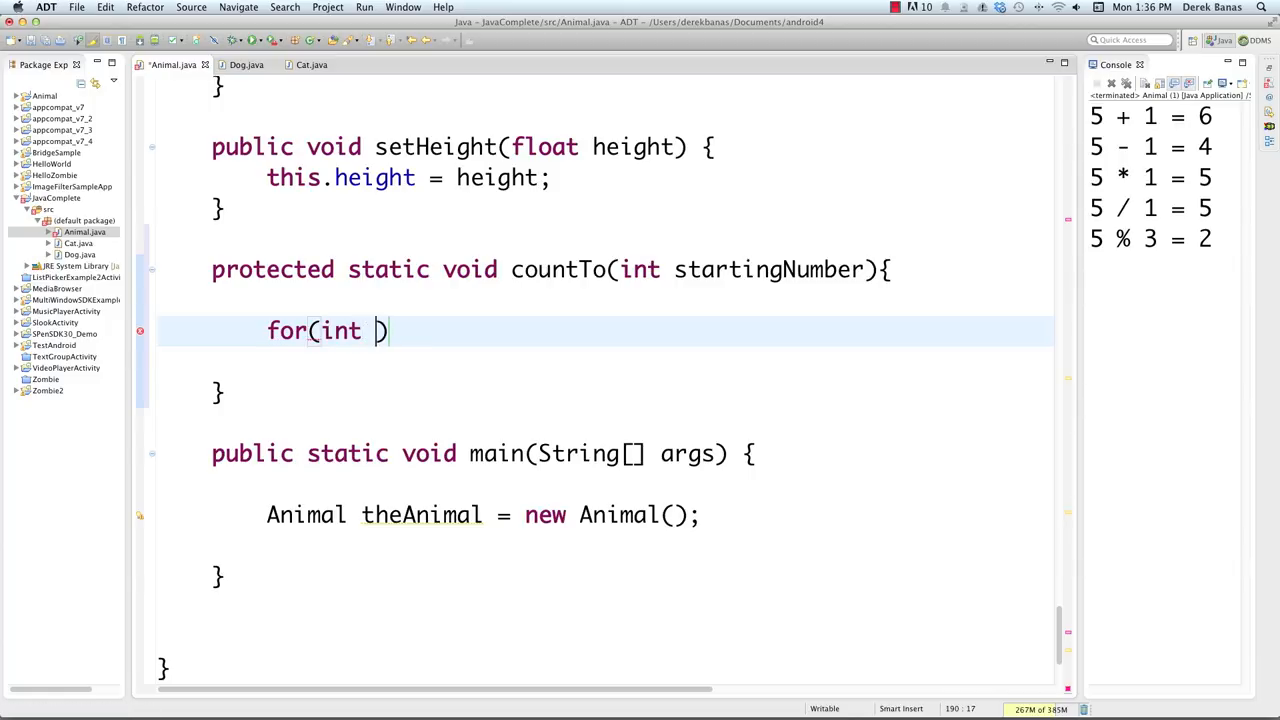 ADT File Edit Refactor Source Navigate Search Project Run Window Help
10 Mon 1:36 PM Derek Banas
Java - JavaComplete/src/Animal.java - ADT - /Users/derekbanas/Documents/android4
Quick Access Java DDMS
Package Exp
*Animal.java Dog.java Cat.java
Console
<terminated> Animal (1) [Java Application] /S
Animal
appcompat_v7
appcompat_v7_2
appcompat_v7_3
appcompat_v7_4
BridgeSample
HelloWorld
HelloZombie
ImageFilterSampleApp
JavaComplete
src
(default package)
Animal.java
Cat.java
Dog.java
JRE System Library [Ja
ListPickerExample2Activi
MediaBrowser
MultiWindowSDKExample
MusicPlayerActivity
SlookActivity
SPenSDK30_Demo
TestAndroid
TextGroupActivity
VideoPlayerActivity
Zombie
Zombie2
}
public void setHeight(float height) {
this.height = height;
}
protected static void countTo(int startingNumber){
for(int )
}
public static void main(String[] args) {
Animal theAnimal = new Animal();
}
}
5 + 1 = 6
5 - 1 = 4
5 * 1 = 5
5 / 1 = 5
5 % 3 = 2
Writable Smart Insert 190 : 17 267M of 385M